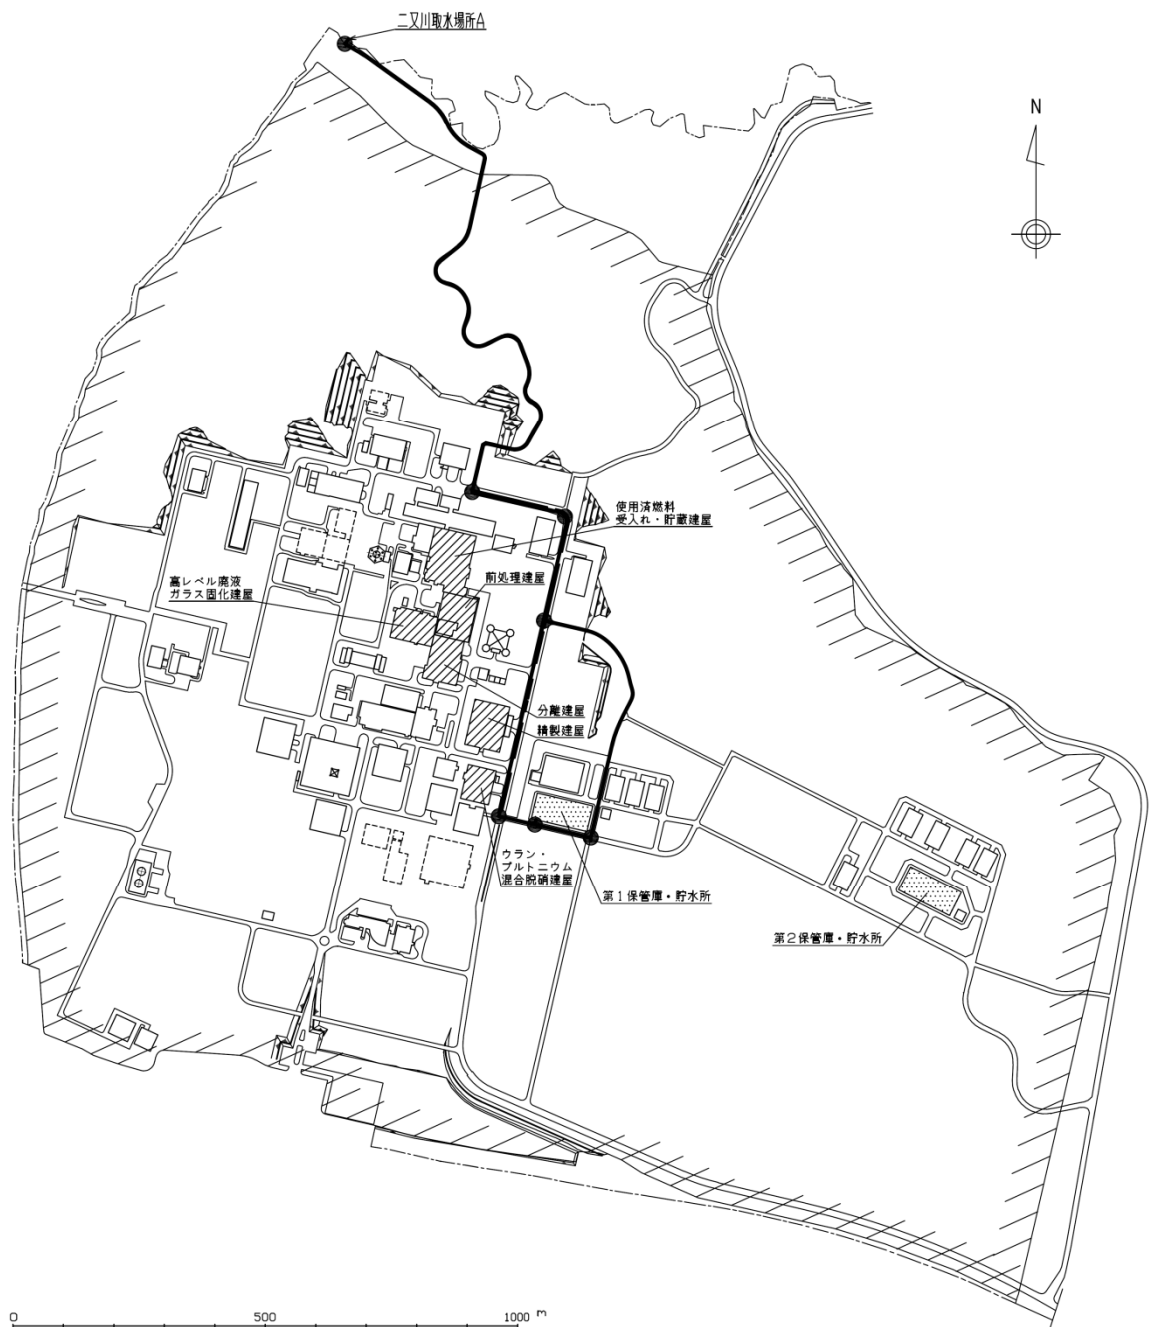 二又川取水場所A
N
使用済燃料
受入れ・貯蔵建屋
前処理建屋
高レベル廃液
ガラス固化建屋
分離建屋
精製建屋
ウラン・
プルトニウム
混合脱硝建屋
第1保管庫・貯水所
第2保管庫・貯水所
0 500 1000 m